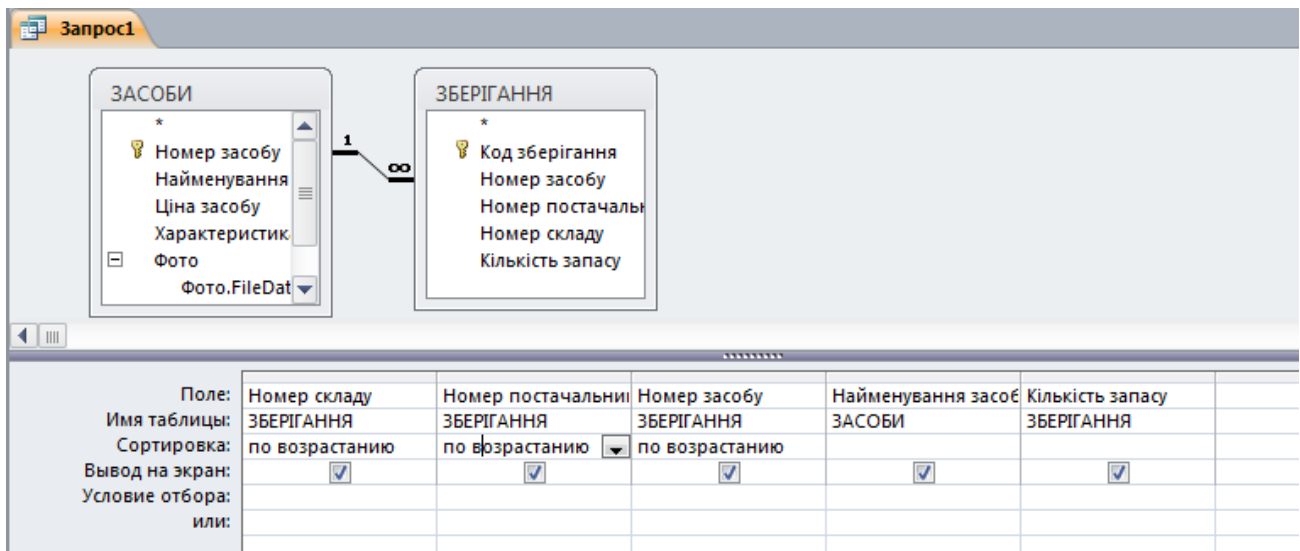 Запрос1
ЗАСОБИ
*
Номер засобу
Найменування
Ціна засобу
Характеристик
Фото
Фото.FileDat
1
∞
ЗБЕРІГАННЯ
*
Код зберігання
Номер засобу
Номер постачаль
Номер складу
Кількість запасу
Поле: Номер складу Номер постачальни Номер засобу Найменування засоб Кількість запасу
Имя таблицы: ЗБЕРІГАННЯ ЗБЕРІГАННЯ ЗБЕРІГАННЯ ЗАСОБИ ЗБЕРІГАННЯ
Сортировка: по возрастанию по возрастанию по возрастанию
Вывод на экран:
Условие отбора:
или: